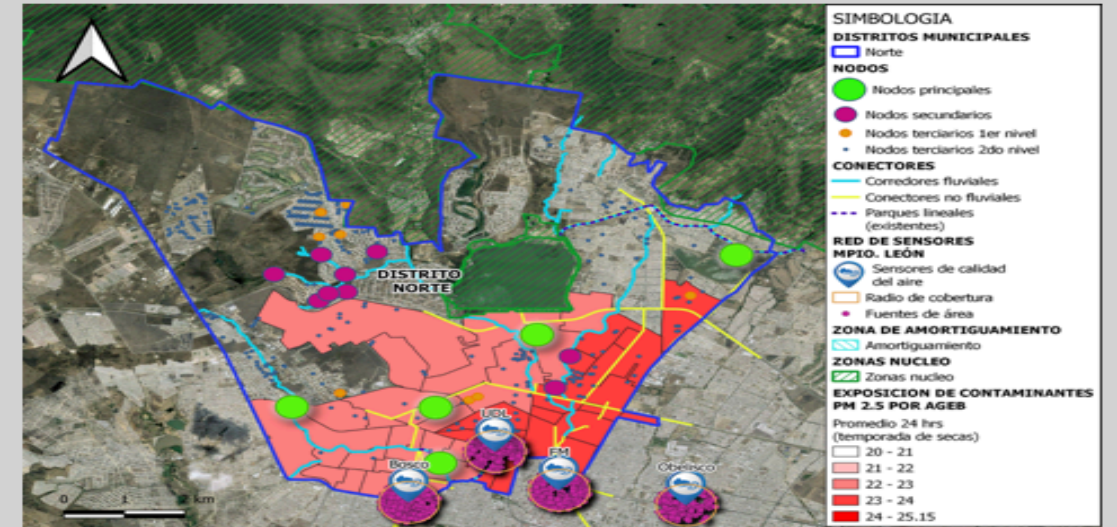 SIMBOLOGIA
DISTRITOS MUNICIPALES
Norte
NODOS
Nodos principales
Nodos secundarios
Nodos terciarios 1er nivel
Nodos terciarios 2do nivel
CONECTORES
Corredores fluviales
Conectores no fluviales
Parques lineales
(existentes)
RED DE SENSORES
MPIO. LEÓN
Sensores de calidad
del aire
Radio de cobertura
Fuentes de área
ZONA DE AMORTIGUAMIENTO
Amortiguamiento
ZONAS NUCLEO
Zonas nucleo
EXPOSICION DE CONTAMINANTES
PM 2.5 POR AGEB
Promedio 24 hrs
(temporada de secas)
20 - 21
21 - 22
22 - 23
23 - 24
24 - 25.15
DISTRITO
NORTE
UDL
Bosco
FM
Obelisco
0 1 2 km